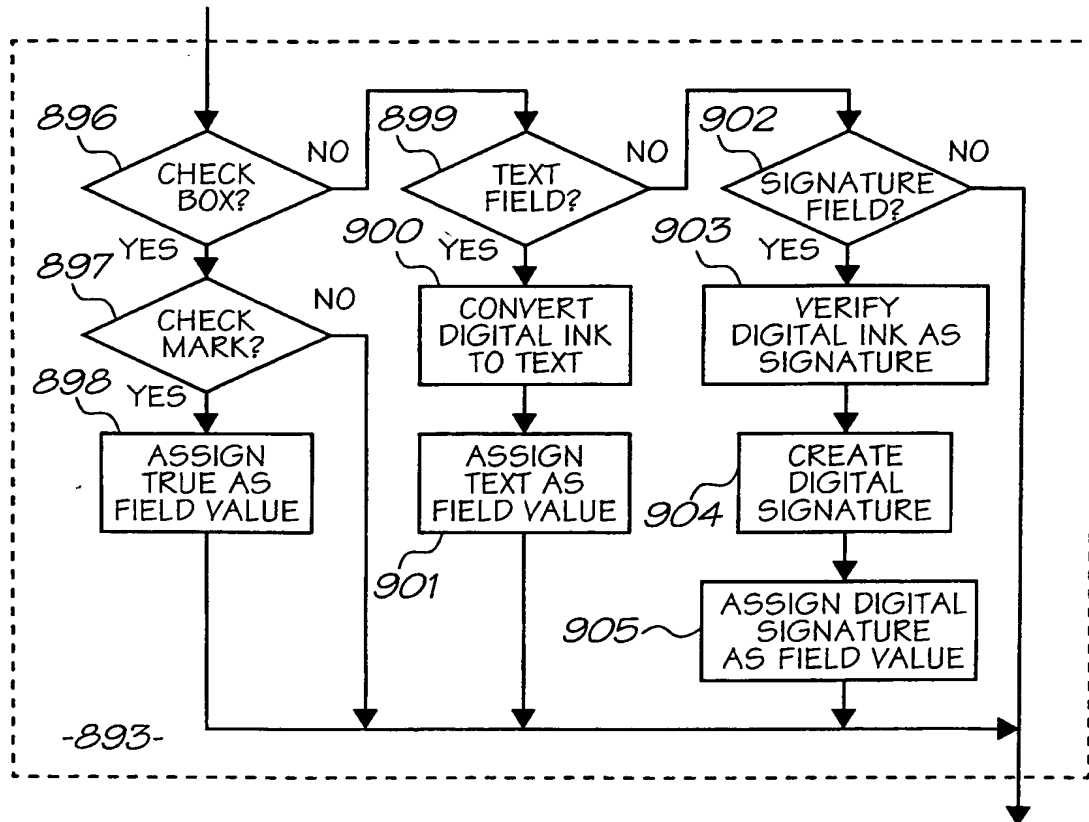 896
CHECK
BOX?
NO
YES
899
TEXT
FIELD?
NO
YES
902
SIGNATURE
FIELD?
NO
YES
897
CHECK
MARK?
NO
YES
898
ASSIGN
TRUE AS
FIELD VALUE
900
CONVERT
DIGITAL INK
TO TEXT
ASSIGN
TEXT AS
FIELD VALUE
901
903
VERIFY
DIGITAL INK AS
SIGNATURE
CREATE
DIGITAL
SIGNATURE
904
905
ASSIGN DIGITAL
SIGNATURE
AS FIELD VALUE
-893-